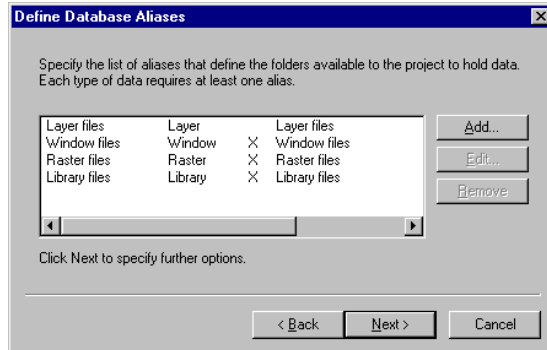 Define Database Aliases
Specify the list of aliases that define the folders available to the project to hold data.
Each type of data requires at least one alias.
Layer files Layer Layer files
Window files Window X Window files
Raster files Raster X Raster files
Library files Library X Library files
Add...
Edit...
Remove
Click Next to specify further options.
< Back Next > Cancel